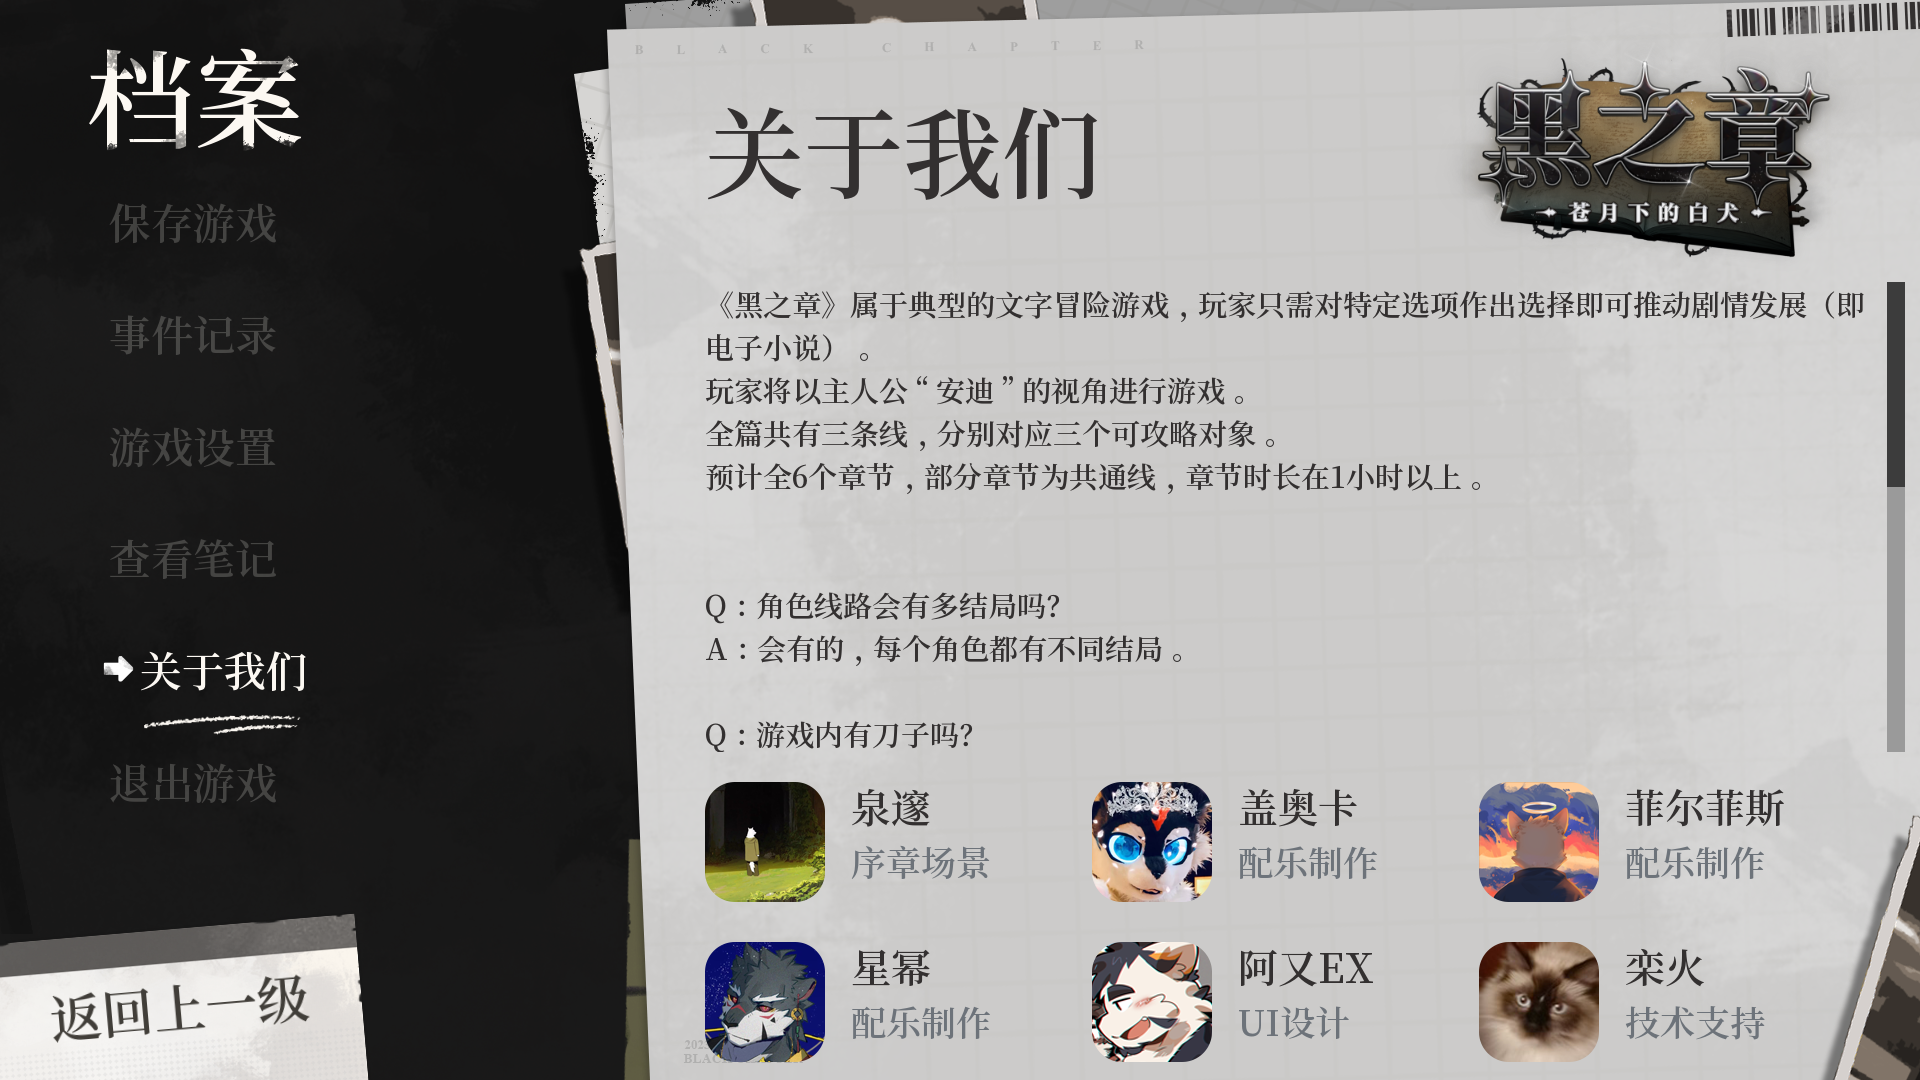 档案
保存游戏
事件记录
游戏设置
查看笔记
关于我们
退出游戏
返回上一级
BLACK CHAPTER
关于我们
黑之章
苍月下的白犬
《黑之章》属于典型的文字冒险游戏，玩家只需对特定选项作出选择即可推动剧情发展（即
电子小说）。
玩家将以主人公“安迪”的视角进行游戏。
全篇共有三条线，分别对应三个可攻略对象。
预计全6个章节，部分章节为共通线，章节时长在1小时以上。
Q：角色线路会有多结局吗？
A：会有的，每个角色都有不同结局。
Q：游戏内有刀子吗？
泉邃
序章场景
盖奥卡
配乐制作
菲尔菲斯
配乐制作
星幂
配乐制作
阿又EX
UI设计
栾火
技术支持